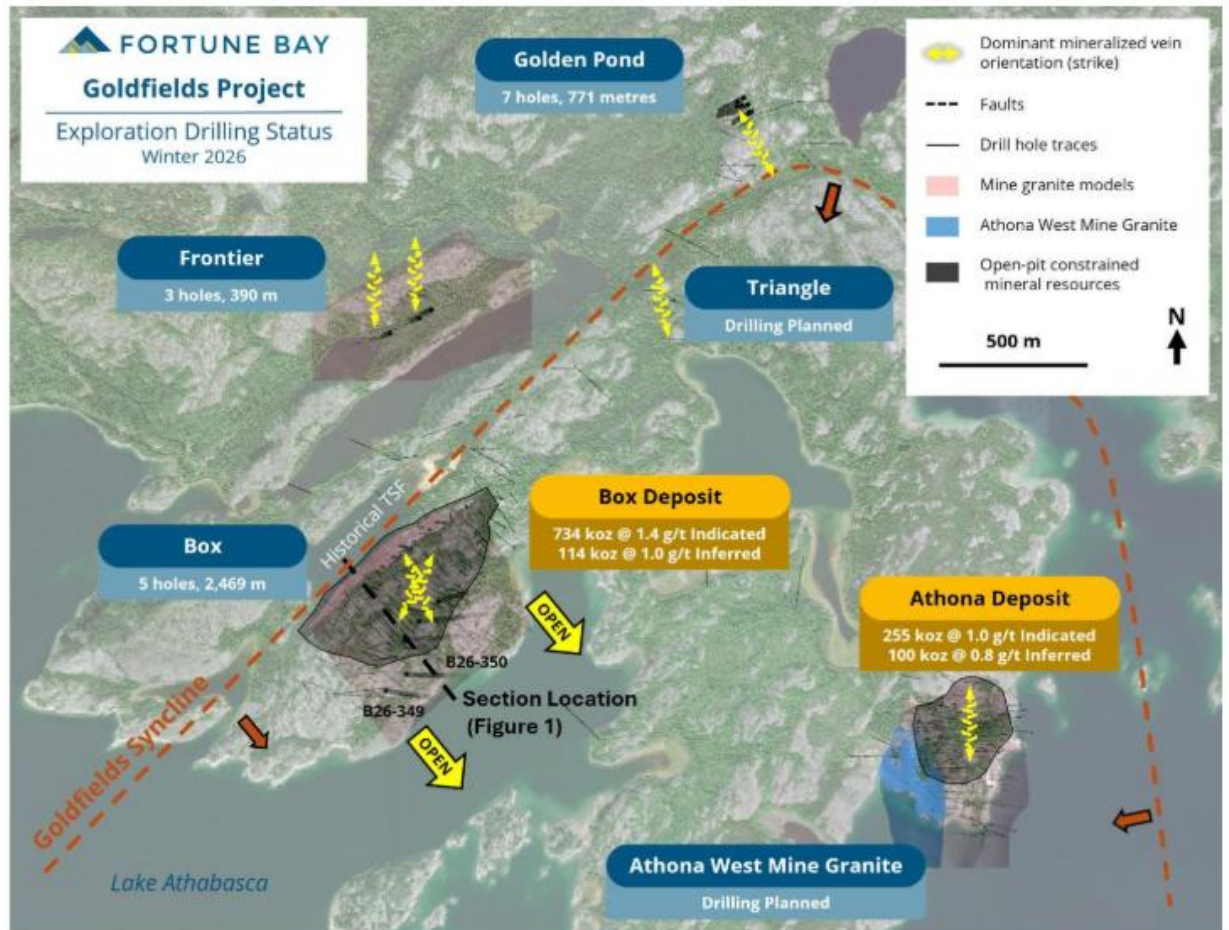 FORTUNE BAY
Goldfields Project
Exploration Drilling Status
Winter 2026
Golden Pond
7 holes, 771 metres
Dominant mineralized vein
orientation (strike)
Faults
Drill hole traces
Mine granite models
Athona West Mine Granite
Open-pit constrained
mineral resources
500 m
N
Frontier
3 holes, 390 m
Triangle
Drilling Planned
Historical TSF
Box Deposit
734 koz @ 1.4 g/t Indicated
114 koz @ 1.0 g/t Inferred
Box
5 holes, 2,469 m
OPEN
Athona Deposit
255 koz @ 1.0 g/t Indicated
100 koz @ 0.8 g/t Inferred
B26-350
B26-349
Section Location
(Figure 1)
OPEN
Goldfields Syncline
Athona West Mine Granite
Drilling Planned
Lake Athabasca